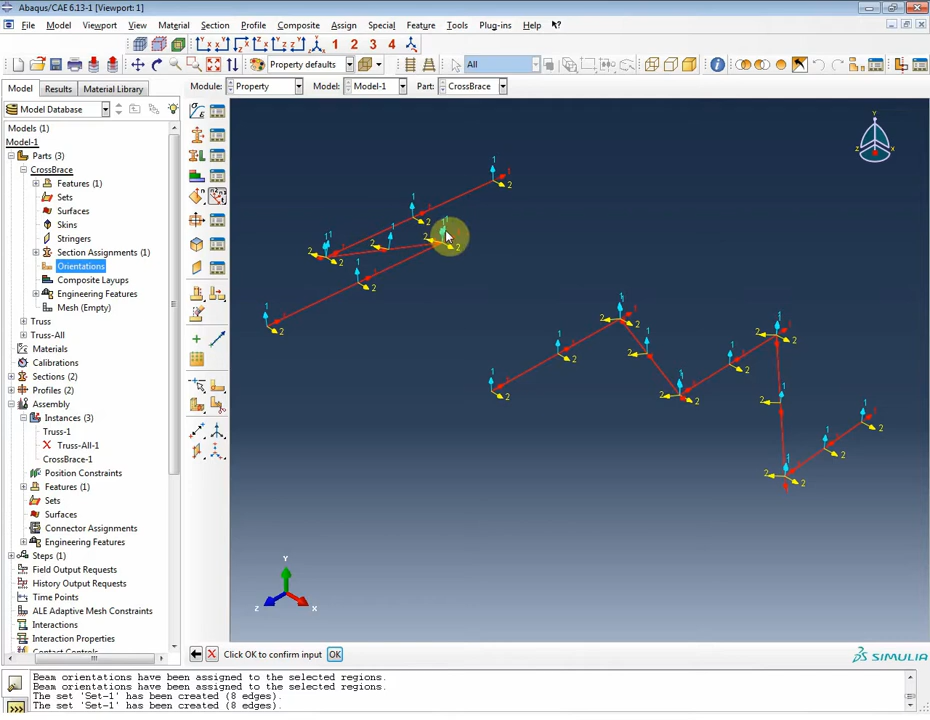 Abaqus/CAE 6.13-1 [Viewport: 1]
File Model Viewport View Material Section Profile Composite Assign Special Feature Tools Plug-ins Help
1 2 3 4
Property defaults All
Model Results Material Library Module: Property Model: Model-1 Part: CrossBrace
Model Database
Models (1)
Model-1
Parts (3)
CrossBrace
Features (1)
Sets
Surfaces
Skins
Stringers
Section Assignments (1)
Orientations
Composite Layups
Engineering Features
Mesh (Empty)
Truss
Truss-All
Materials
Calibrations
Sections (2)
Profiles (2)
Assembly
Instances (3)
Truss-1
Truss-All-1
CrossBrace-1
Position Constraints
Features (1)
Sets
Surfaces
Connector Assignments
Engineering Features
Steps (1)
Field Output Requests
History Output Requests
Time Points
ALE Adaptive Mesh Constraints
Interactions
Interaction Properties
Y
Z
X
Click OK to confirm input OK
SIMULIA
Beam orientations have been assigned to the selected regions.
Beam orientations have been assigned to the selected regions.
The set 'Set-1' has been created (8 edges).
The set 'Set-1' has been created (8 edges).